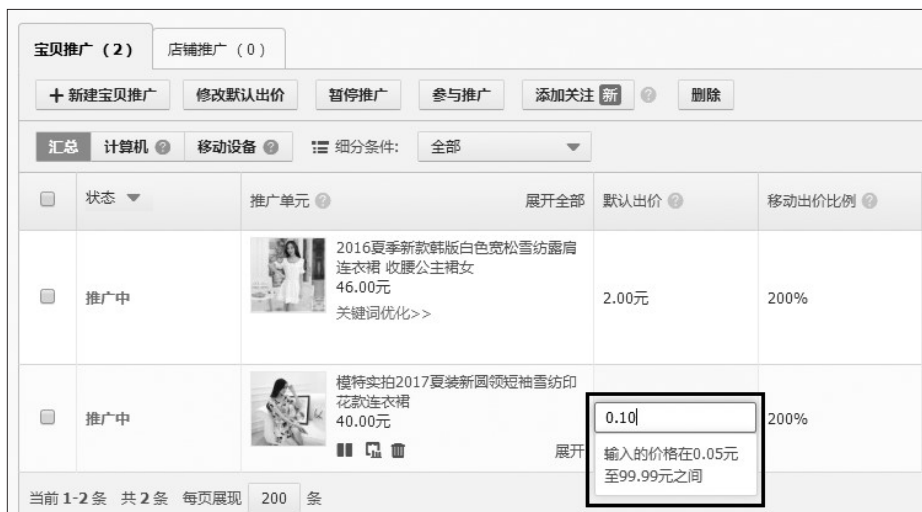 宝贝推广 (2) 店铺推广 (0)
+ 新建宝贝推广 修改默认出价 暂停推广 参与推广 添加关注 新 ? 删除
汇总 计算机 ? 移动设备 ? 细分条件: 全部
状态 推广单元 ? 展开全部 默认出价 ? 移动出价比例 ?
2016夏季新款韩版白色宽松雪纺露肩
连衣裙 收腰公主裙女
46.00元
推广中 2.00元 200%
关键词优化>>
模特实拍2017夏装新圆领短袖雪纺印
花款连衣裙
推广中 40.00元 0.10 200%
展开 输入的价格在0.05元
至99.99元之间
当前 1-2 条 共 2 条 每页展现 200 条